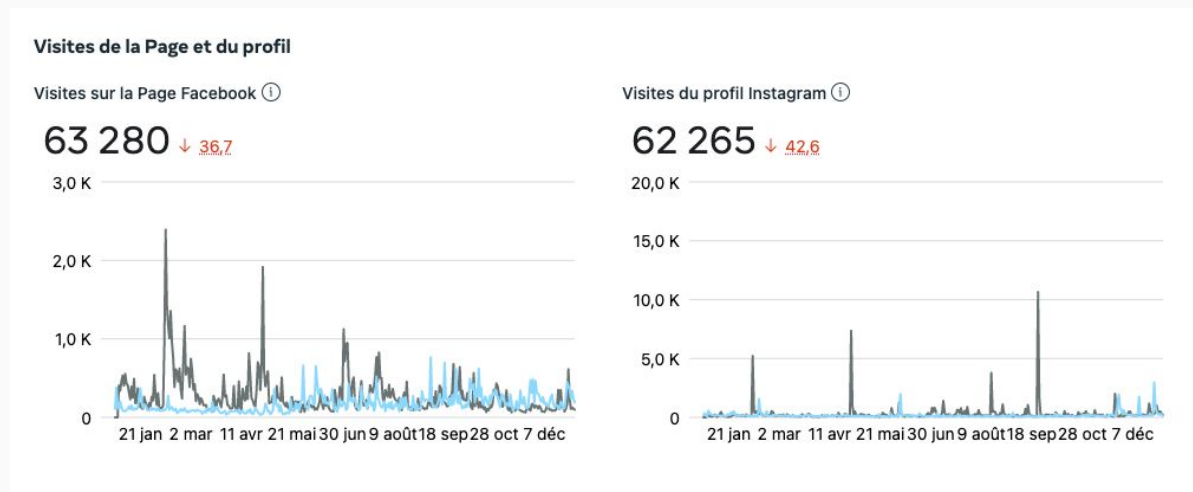 Visites de la Page et du profil
Visites sur la Page Facebook
63 280 ↓ 36,7
3,0 K
2,0 K
1,0 K
0
21 jan 2 mar 11 avr 21 mai 30 jun 9 août 18 sep 28 oct 7 déc
Visites du profil Instagram
62 265 ↓ 42,6
20,0 K
15,0 K
10,0 K
5,0 K
0
21 jan 2 mar 11 avr 21 mai 30 jun 9 août 18 sep 28 oct 7 déc